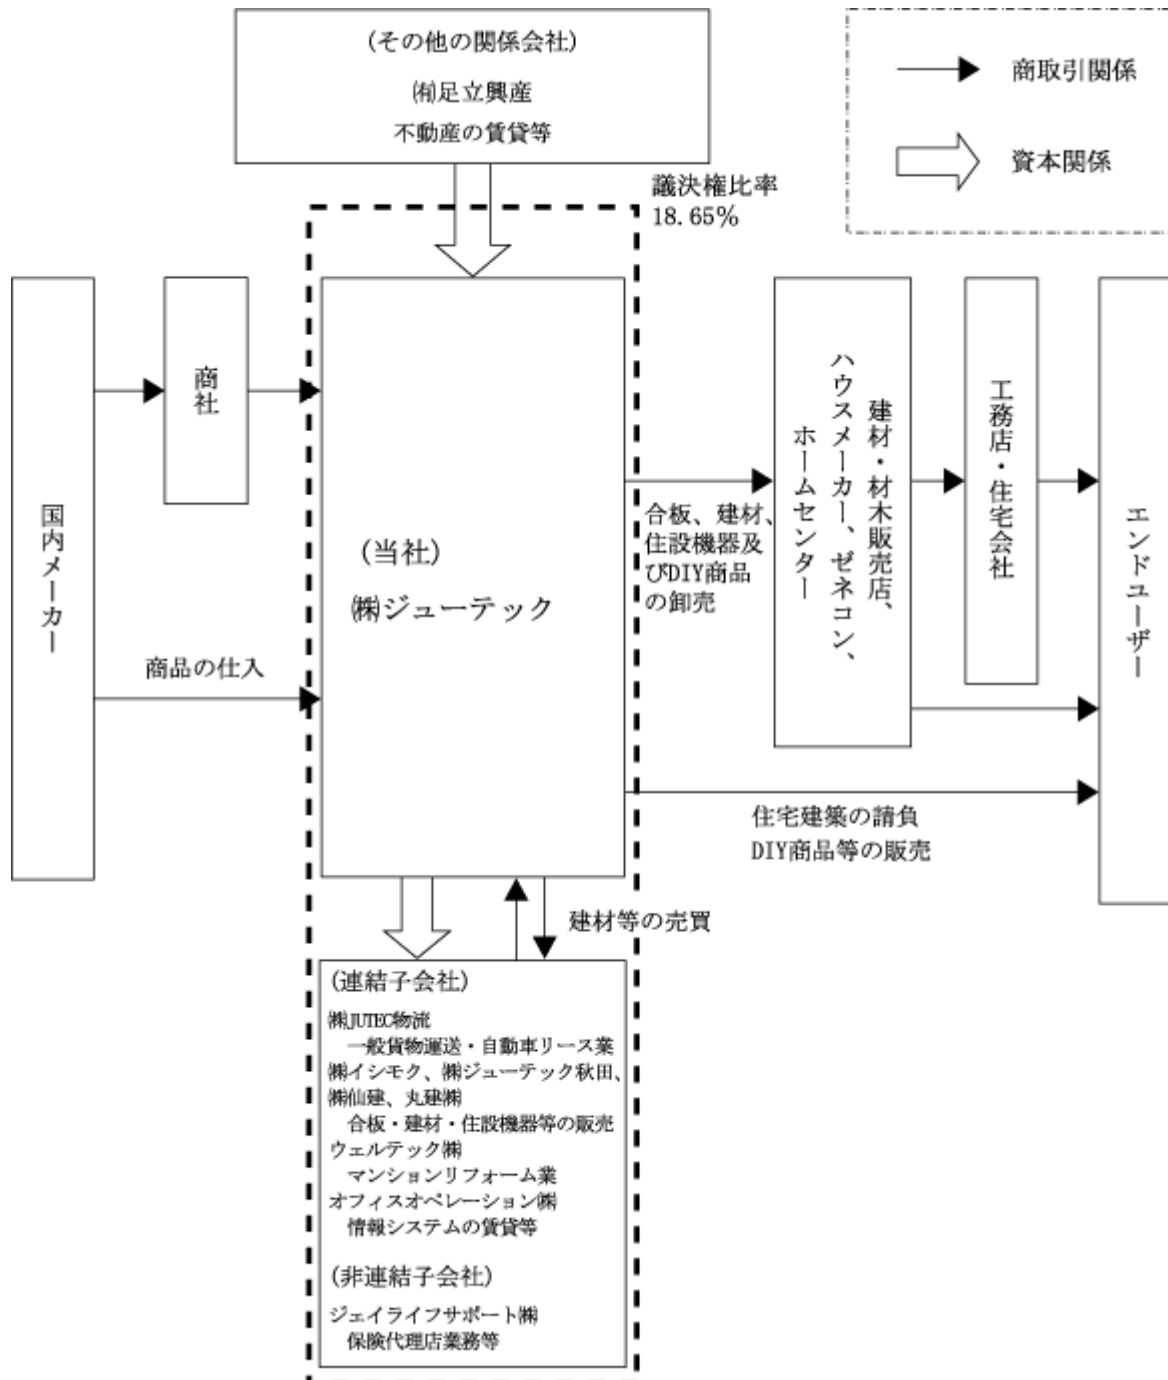 (その他の関係会社)
㈲足立興産
不動産の賃貸等
商取引関係
資本関係
議決権比率
18.65%
国内メーカー
商社
商品の仕入
(当社)
㈱ジューテック
合板、建材、
住設機器及
びDIY商品
の卸売
建材・材木販売店、
ハウスメーカー、ゼネコン、
ホームセンター
工務店・住宅会社
エンドユーザー
住宅建築の請負
DIY商品等の販売
建材等の売買
(連結子会社)
㈱JUTEC物流
一般貨物運送・自動車リース業
㈱イシモク、㈱ジューテック秋田、
㈱仙建、丸建㈱
合板・建材・住設機器等の販売
ウェルテック㈱
マンションリフォーム業
オフィスオペレーション㈱
情報システムの賃貸等
(非連結子会社)
ジェイライフサポート㈱
保険代理店業務等